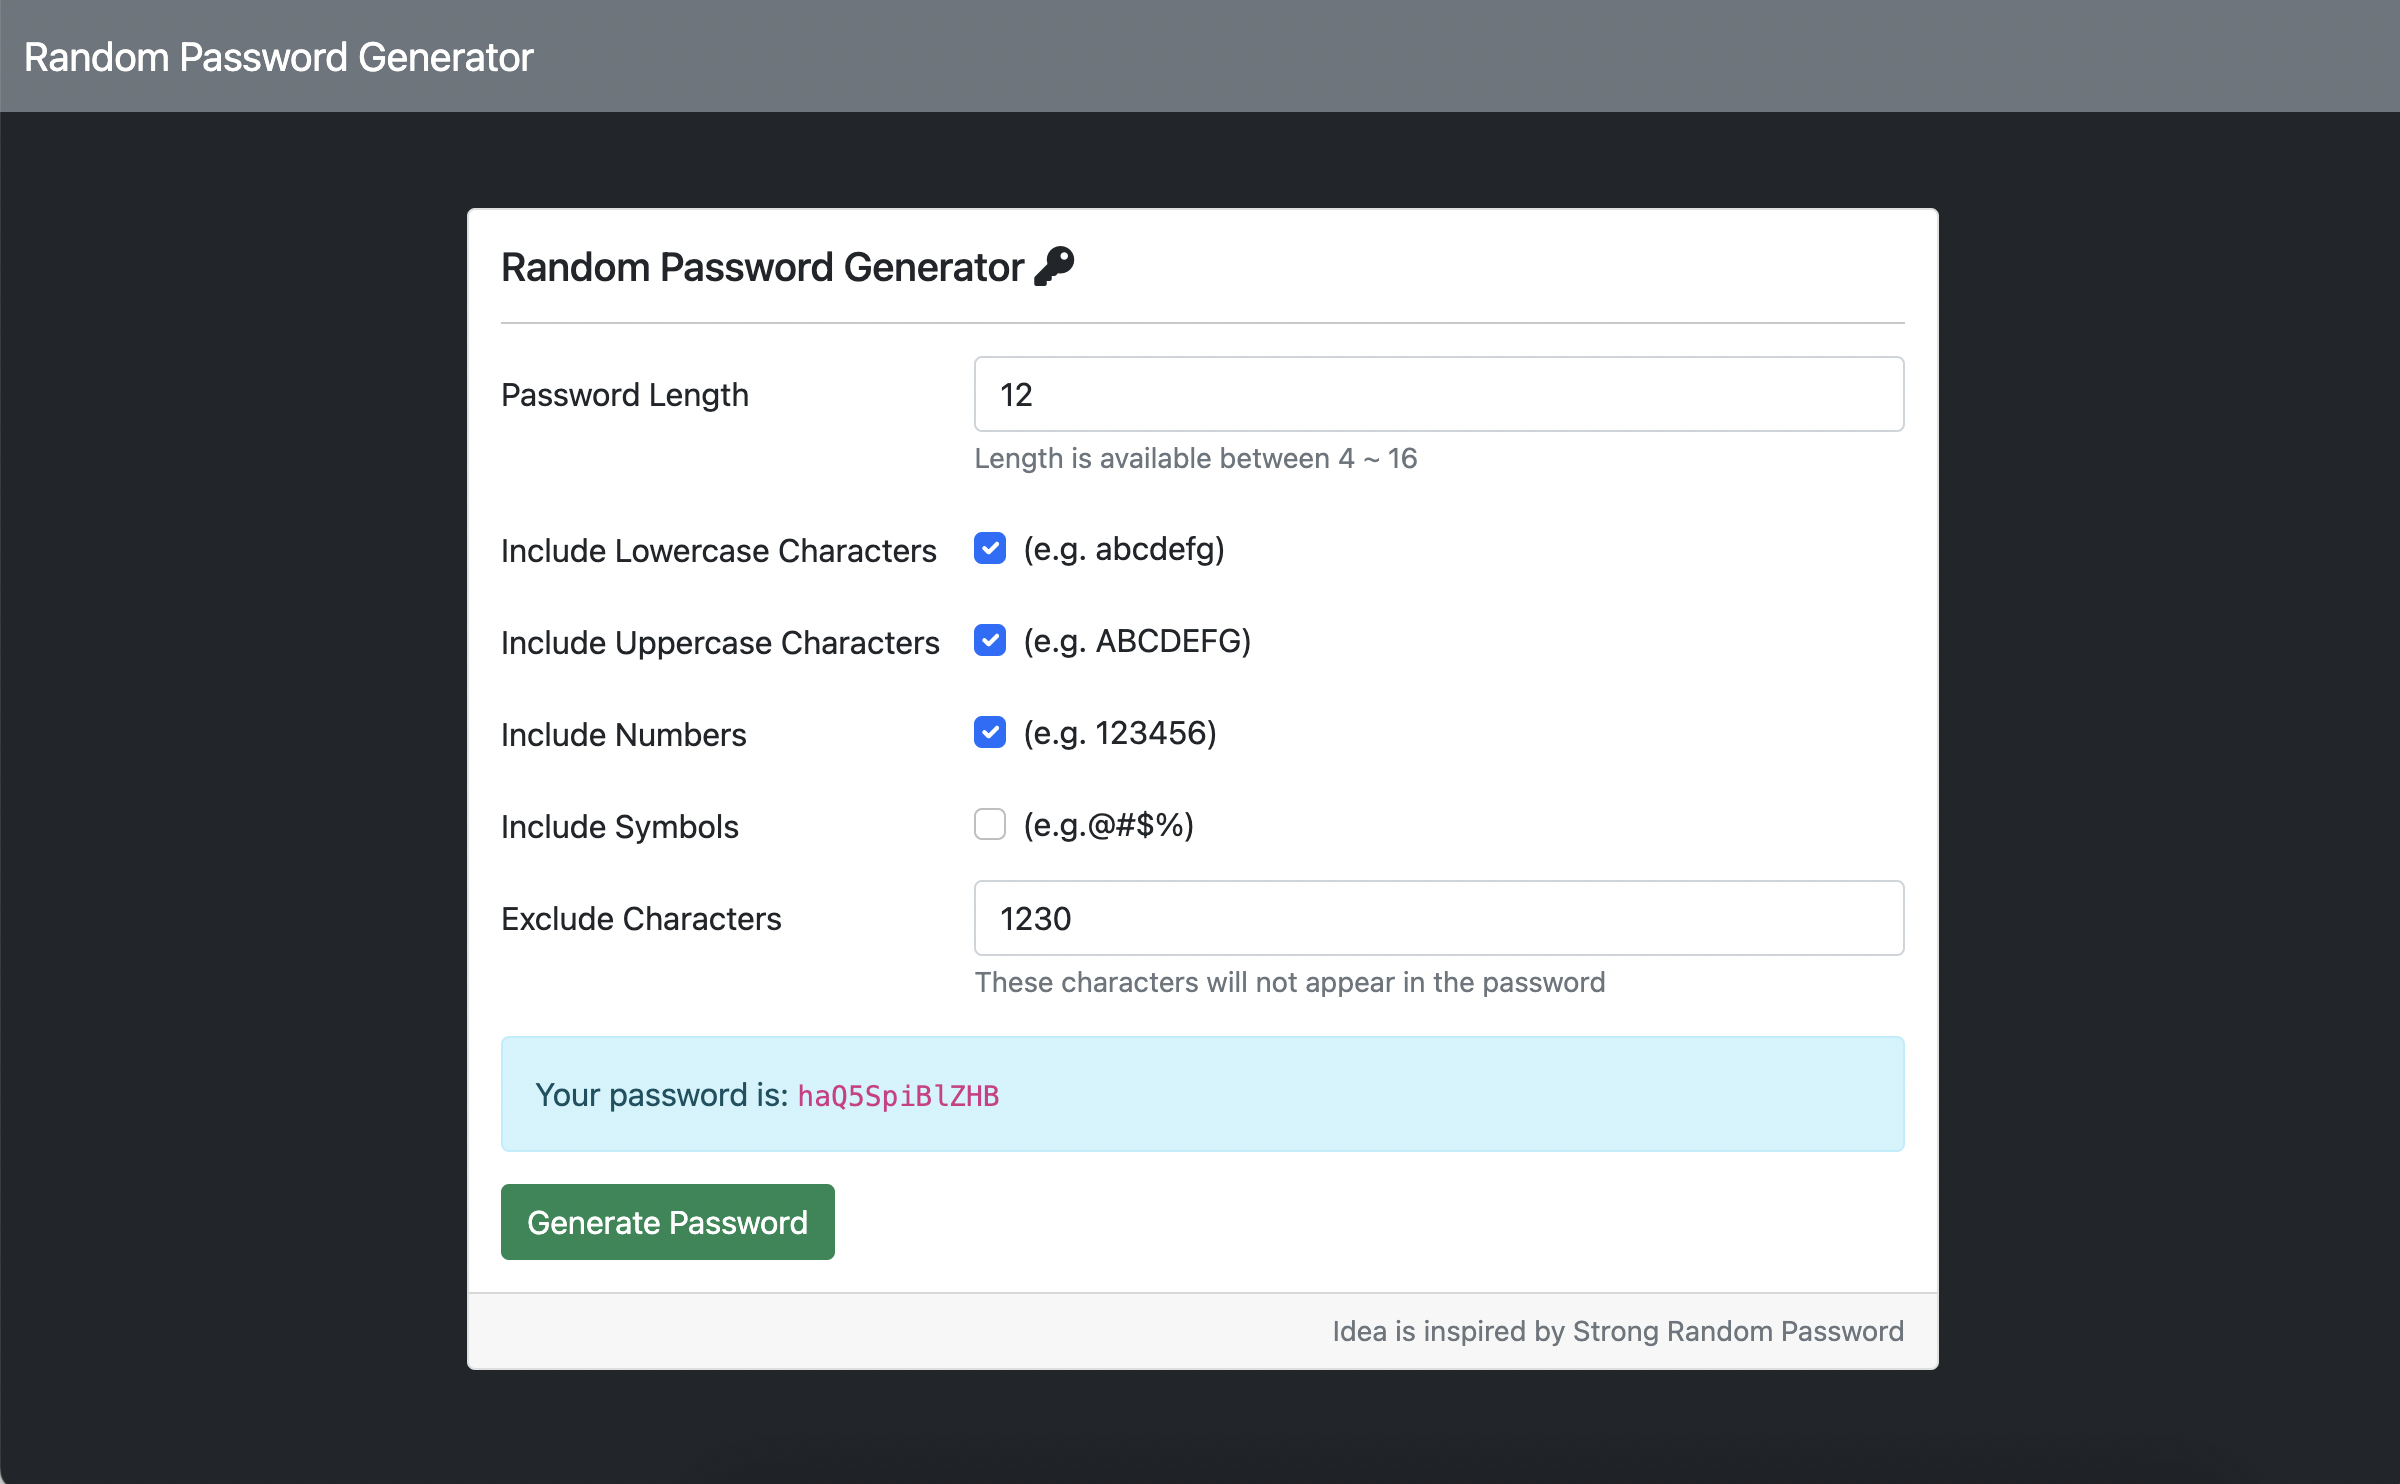 Random Password Generator
Random Password Generator
Password Length
12
Length is available between 4 ~ 16
Include Lowercase Characters (e.g. abcdefg)
Include Uppercase Characters (e.g. ABCDEFG)
Include Numbers (e.g. 123456)
Include Symbols (e.g.@#$%)
Exclude Characters
1230
These characters will not appear in the password
Your password is: haQ5SpiBlZHB
Generate Password
Idea is inspired by Strong Random Password